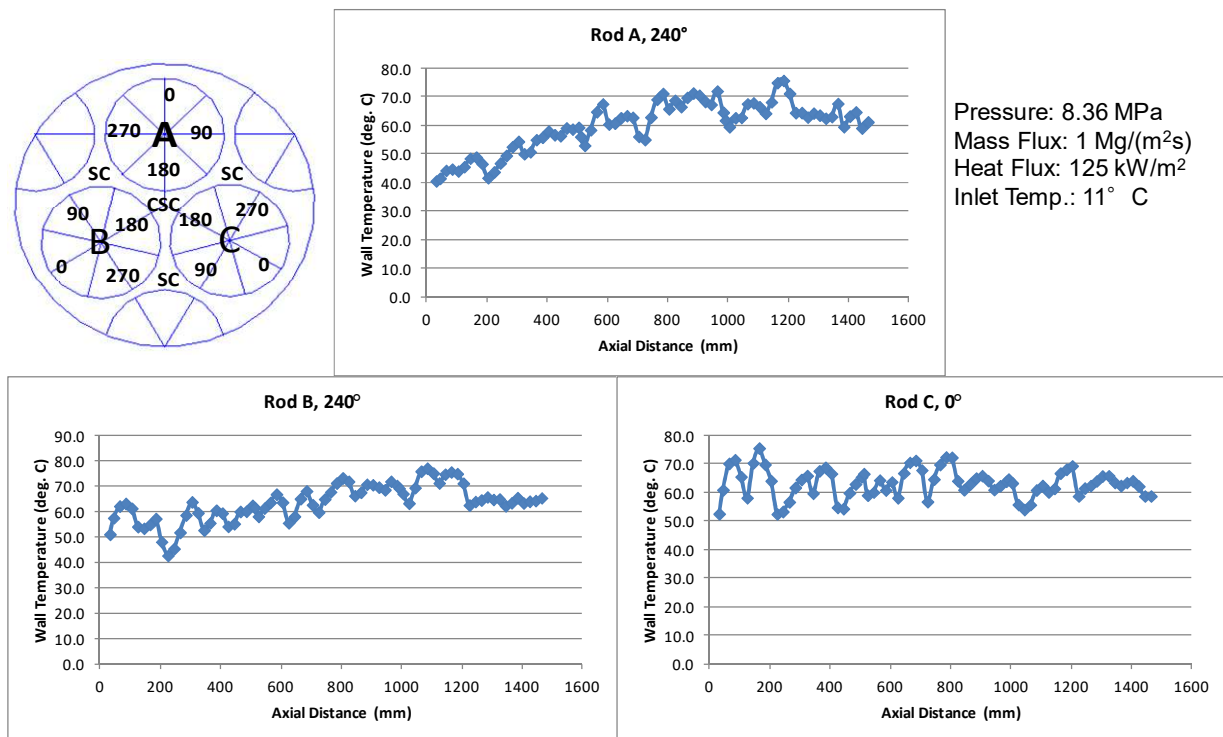 0
270
A
90
180
SC
SC
CSC
90
180
180
270
B
C
0
270
SC
90
0
Rod A, 240°
Wall Temperature (deg. C)
80.0
70.0
60.0
50.0
40.0
30.0
20.0
10.0
0.0
0 200 400 600 800 1000 1200 1400 1600
Axial Distance (mm)
Pressure: 8.36 MPa
Mass Flux: 1 Mg/(m²s)
Heat Flux: 125 kW/m²
Inlet Temp.: 11° C
Rod B, 240°
Wall Temperature (deg. C)
90.0
80.0
70.0
60.0
50.0
40.0
30.0
20.0
10.0
0.0
0 200 400 600 800 1000 1200 1400 1600
Axial Distance (mm)
Rod C, 0°
Wall Temperature (deg. C)
80.0
70.0
60.0
50.0
40.0
30.0
20.0
10.0
0.0
0 200 400 600 800 1000 1200 1400 1600
Axial Distance (mm)